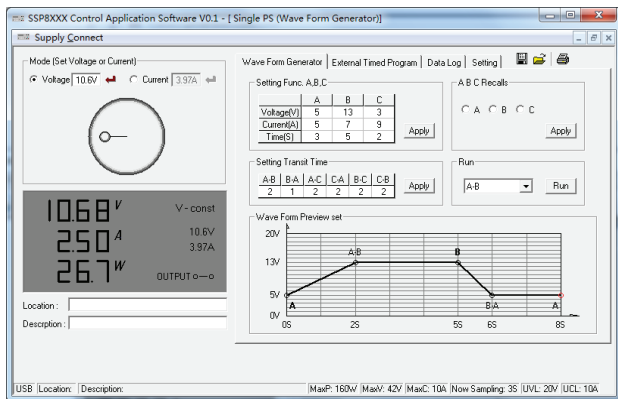 SSP8XXX Control Application Software V0.1 - [ Single PS (Wave Form Generator)]
Supply Connect
Mode (Set Voltage or Current)
Voltage 10.6V Current 3.97A
10.68 V V-const
2.50 A 10.6V
3.97A
26.7 W OUTPUT
Location :
Descrption :
Wave Form Generator External Timed Program Data Log Setting
Setting Func. A,B,C
A B C
Voltage(V) 5 13 3
Current(A) 5 7 9
Time(S) 3 5 2
Apply
A B C Recalls
A B C
Apply
Setting Transit Time
A-B B-A A-C C-A B-C C-B
2 1 2 2 2 2
Apply
Run
A-B Run
Wave Form Preview set
20V
A-B B
13V
5V
A B-A A
0V
0S 2S 5S 6S 8S
USB Location: Description: MaxP: 160W MaxV: 42V MaxC: 10A Now Sampling: 3S UVL: 20V UCL: 10A